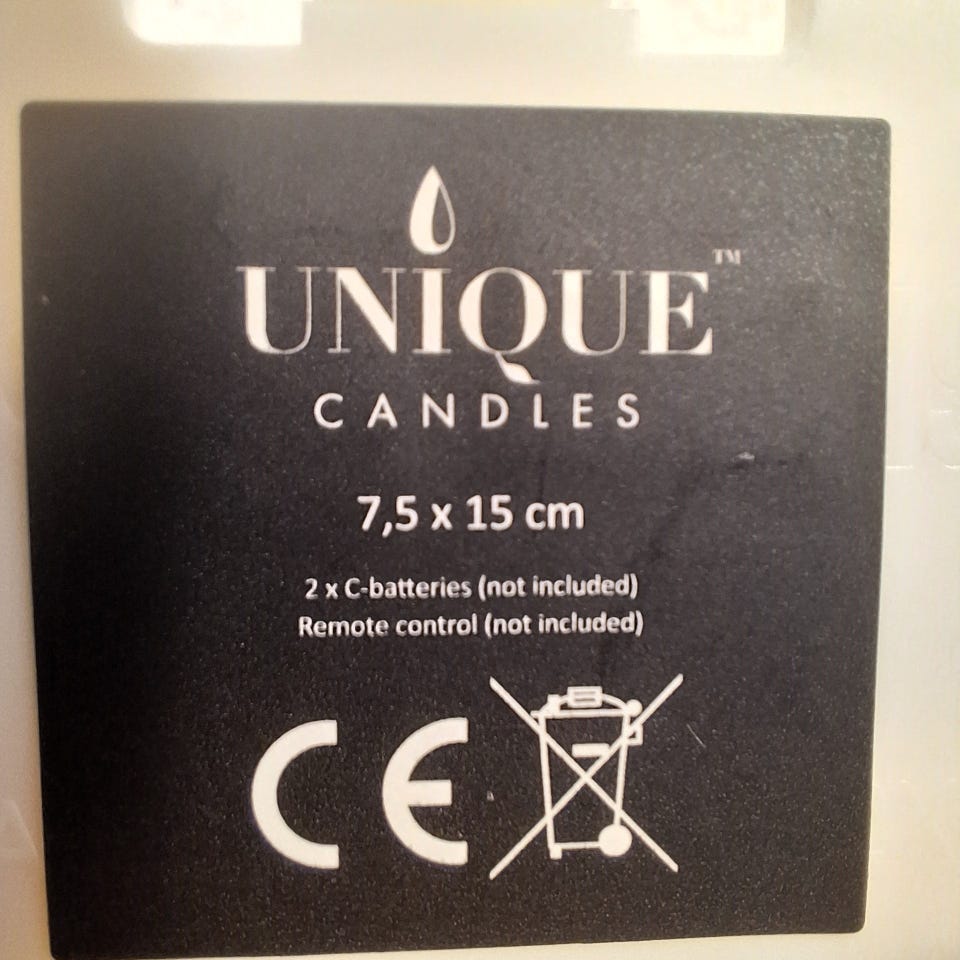 UNIQUE™
CANDLES
7,5 x 15 cm
2 x C-batteries (not included)
Remote control (not included)
CE